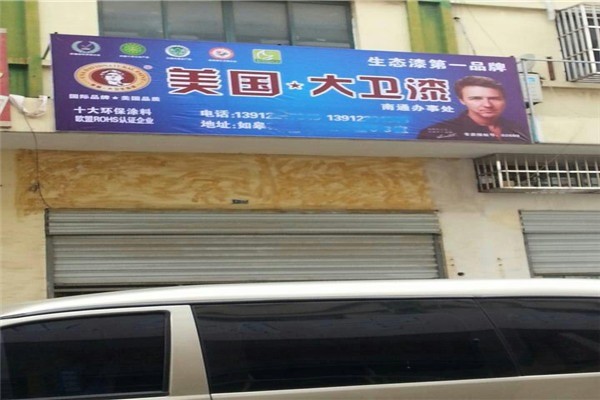 生态漆第一品牌
美国★大卫漆
国际品牌★美国品质
南通办事处
十大环保涂料
欧盟ROHS认证企业
电话:13912 13912
地址:如皋